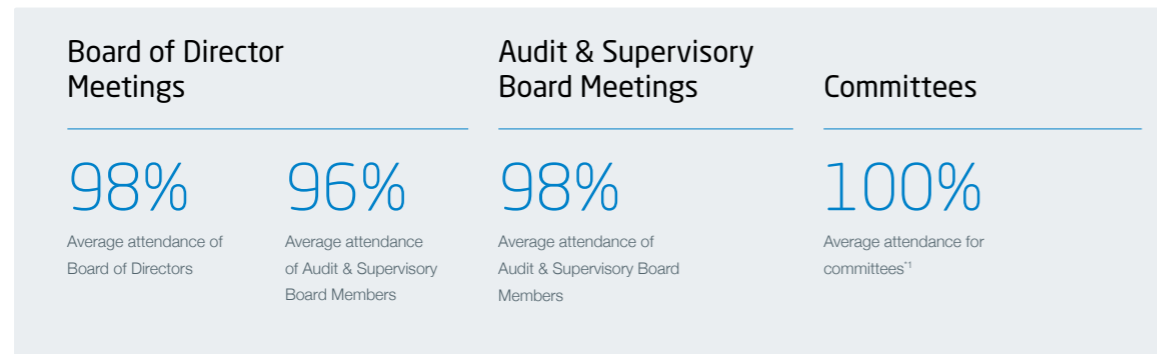 Board of Director
Meetings
98%
Average attendance of
Board of Directors
96%
Average attendance
of Audit & Supervisory
Board Members
Audit & Supervisory
Board Meetings
98%
Average attendance of
Audit & Supervisory Board
Members
Committees
100%
Average attendance for
committees*1